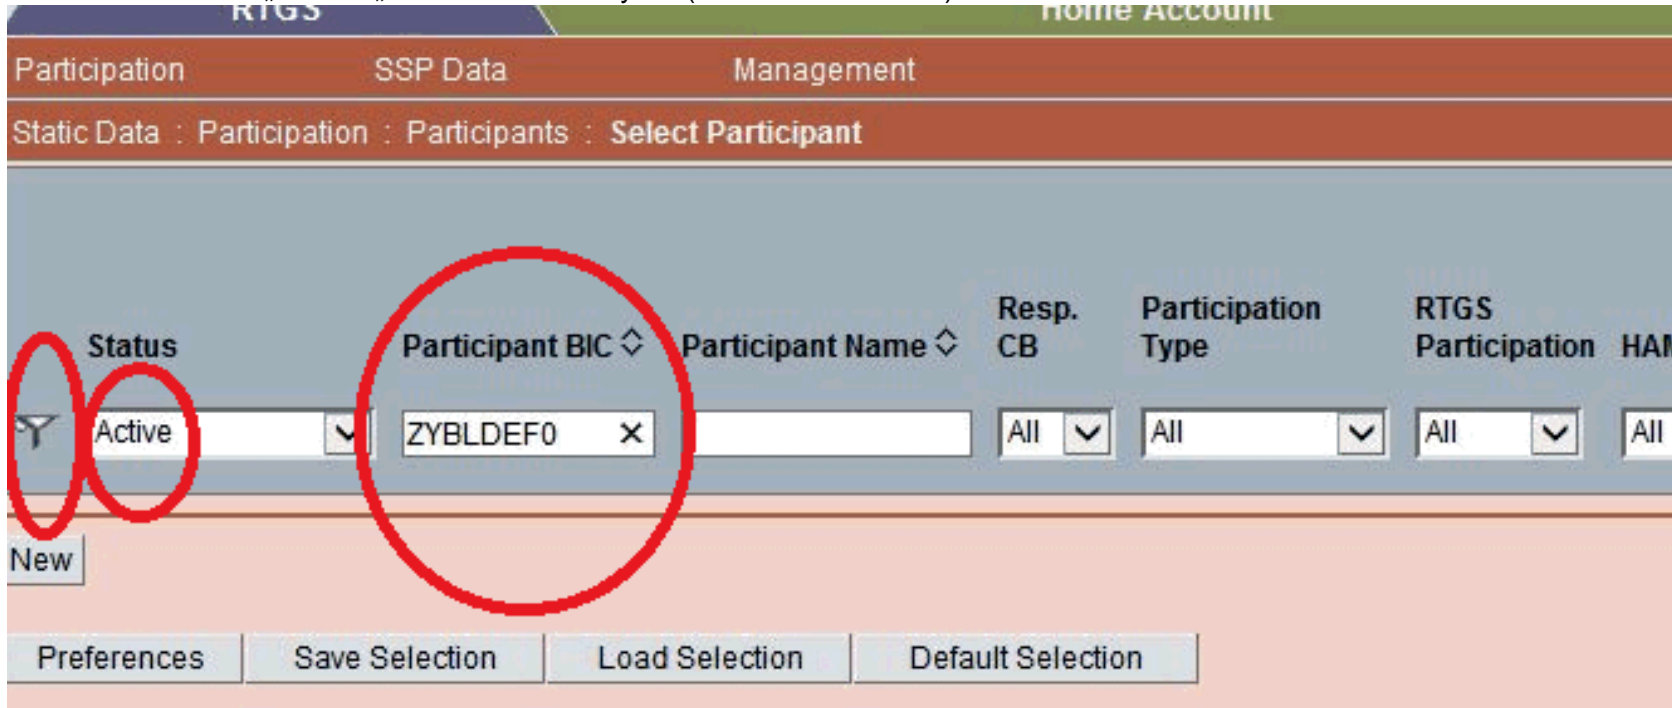 RTGS Home Account
Participation SSP Data Management
Static Data : Participation : Participants : Select Participant
Resp. Participation RTGS
Status Participant BIC Participant Name CB Type Participation
Active ZYBLDEF0 All All All All
New
Preferences Save Selection Load Selection Default Selection